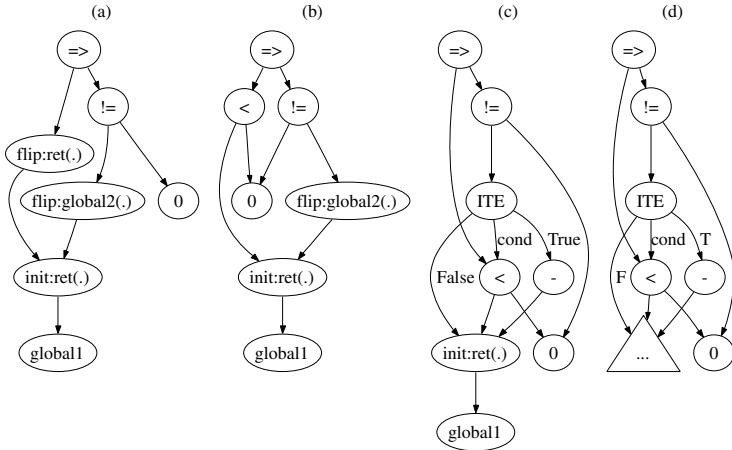 (a)
=>
!=
flip:ret(.)
flip:global2(.)
0
init:ret(.)
global1
(b)
=>
<
!=
0
flip:global2(.)
init:ret(.)
global1
(c)
=>
!=
ITE
cond
True
False
<
-
init:ret(.)
0
global1
(d)
=>
!=
ITE
cond
T
F
<
-
...
0